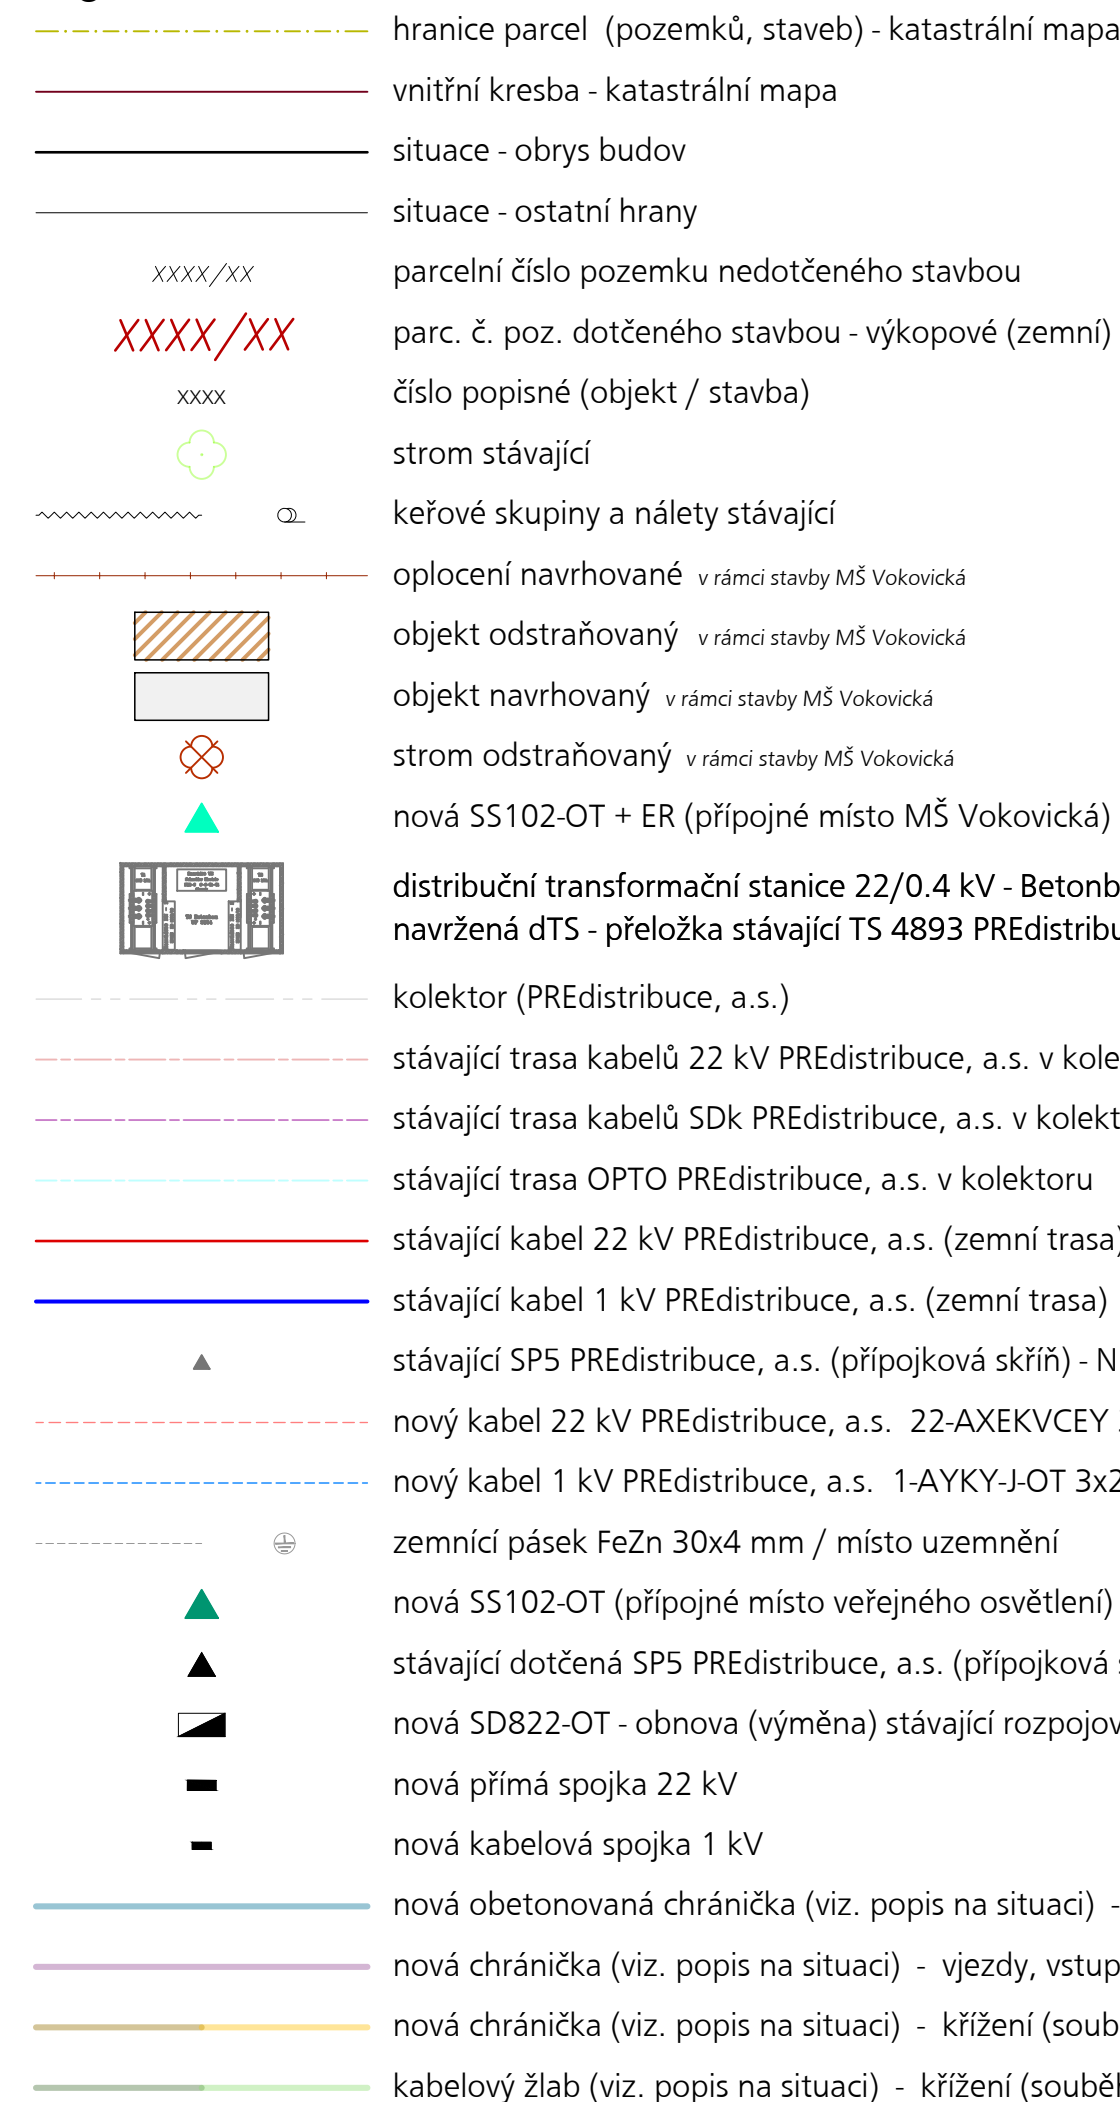 hranice parcel (pozemků, staveb) - katastrální mapa
vnitřní kresba - katastrální mapa
situace - obrys budov
situace - ostatní hrany
XXXX/XX parcelní číslo pozemku nedotčeného stavbou
XXXX/XX parc. č. poz. dotčeného stavbou - výkopové (zemní)
XXXX číslo popisné (objekt / stavba)
strom stávající
keřové skupiny a nálety stávající
oplocení navrhované v rámci stavby MŠ Vokovická
objekt odstraňovaný v rámci stavby MŠ Vokovická
objekt navrhovaný v rámci stavby MŠ Vokovická
strom odstraňovaný v rámci stavby MŠ Vokovická
nová SS102-OT + ER (přípojné místo MŠ Vokovická)
distribuční transformační stanice 22/0.4 kV - Betonb
navržená dTS - přeložka stávající TS 4893 PREdistribu
kolektor (PREdistribuce, a.s.)
stávající trasa kabelů 22 kV PREdistribuce, a.s. v kole
stávající trasa kabelů SDk PREdistribuce, a.s. v kolekt
stávající trasa OPTO PREdistribuce, a.s. v kolektoru
stávající kabel 22 kV PREdistribuce, a.s. (zemní trasa)
stávající kabel 1 kV PREdistribuce, a.s. (zemní trasa)
stávající SP5 PREdistribuce, a.s. (přípojková skříň) - N
nový kabel 22 kV PREdistribuce, a.s. 22-AXEKVCEY
nový kabel 1 kV PREdistribuce, a.s. 1-AYKY-J-OT 3x2
zemnící pásek FeZn 30x4 mm / místo uzemnění
nová SS102-OT (přípojné místo veřejného osvětlení)
stávající dotčená SP5 PREdistribuce, a.s. (přípojková s
nová SD822-OT - obnova (výměna) stávající rozpojov
nová přímá spojka 22 kV
nová kabelová spojka 1 kV
nová obetonovaná chránička (viz. popis na situaci) -
nová chránička (viz. popis na situaci) - vjezdy, vstup
nová chránička (viz. popis na situaci) - křížení (soub
kabelový žlab (viz. popis na situaci) - křížení (souběh